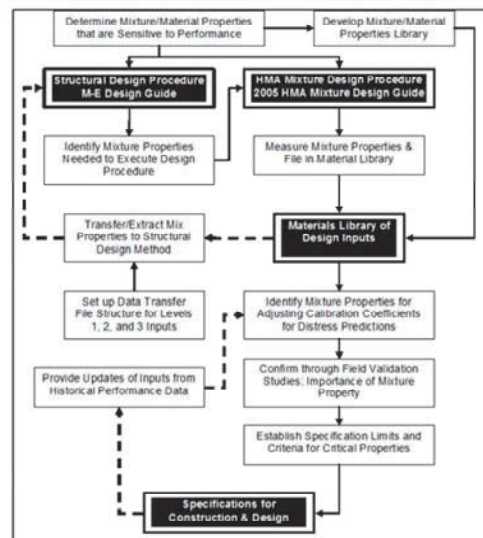 Determine Mixture/Material Properties
that are Sensitive to Performance
Develop Mixture/Material
Properties Library
Structural Design Procedure
M-E Design Guide
HMA Mixture Design Procedure
2005 HMA Mixture Design Guide
Identify Mixture Properties
Needed to Execute Design
Procedure
Measure Mixture Properties &
File in Material Library
Transfer/Extract Mix
Properties to Structural
Design Method
Materials Library of
Design Inputs
Set up Data Transfer
File Structure for Levels
1, 2, and 3 Inputs
Identify Mixture Properties for
Adjusting Calibration Coefficients
for Distress Predictions
Provide Updates of Inputs from
Historical Performance Data
Confirm through Field Validation
Studies: Importance of Mixture
Property
Establish Specification Limits and
Criteria for Critical Properties
Specifications for
Construction & Design